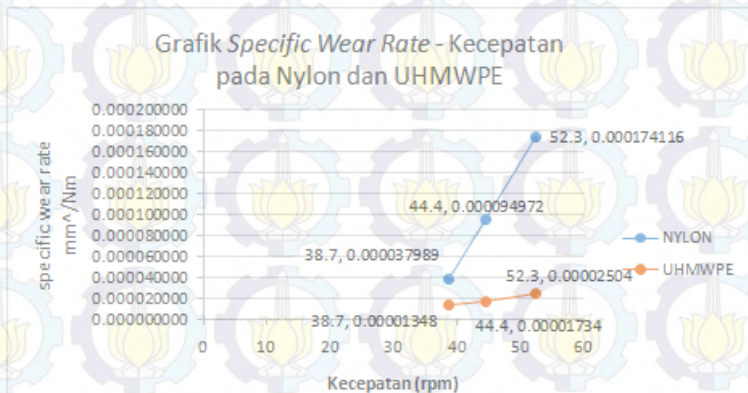 Grafik Specific Wear Rate - Kecepatan
pada Nylon dan UHMWPE
specific wear rate
mm^/Nm
0.000200000
0.000180000
0.000160000
0.000140000
0.000120000
0.000100000
0.000080000
0.000060000
0.000040000
0.000020000
0.000000000
52.3, 0.000174116
44.4, 0.000094972
38.7, 0.000037989
52.3, 0.00002504
38.7, 0.00001348
44.4, 0.00001734
NYLON
UHMWPE
0 10 20 30 40 50 60
Kecepatan (rpm)